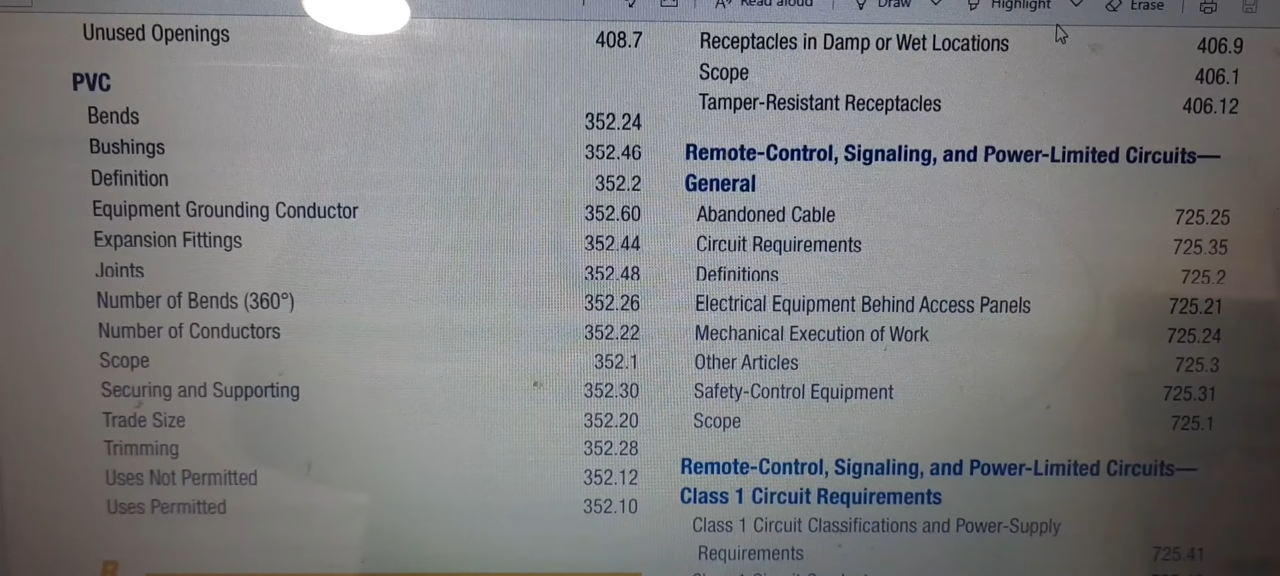 Read aloud
Draw
Highlight
Erase
Unused Openings 408.7
PVC
Bends 352.24
Bushings 352.46
Definition 352.2
Equipment Grounding Conductor 352.60
Expansion Fittings 352.44
Joints 352.48
Number of Bends (360°) 352.26
Number of Conductors 352.22
Scope 352.1
Securing and Supporting 352.30
Trade Size 352.20
Trimming 352.28
Uses Not Permitted 352.12
Uses Permitted 352.10
R
Receptacles in Damp or Wet Locations 406.9
Scope 406.1
Tamper-Resistant Receptacles 406.12
Remote-Control, Signaling, and Power-Limited Circuits—
General
Abandoned Cable 725.25
Circuit Requirements 725.35
Definitions 725.2
Electrical Equipment Behind Access Panels 725.21
Mechanical Execution of Work 725.24
Other Articles 725.3
Safety-Control Equipment 725.31
Scope 725.1
Remote-Control, Signaling, and Power-Limited Circuits—
Class 1 Circuit Requirements
Class 1 Circuit Classifications and Power-Supply
Requirements 725.41